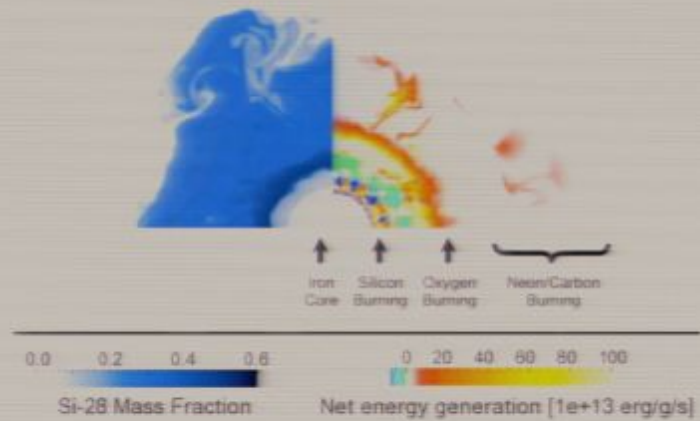 Iron Core
Silicon Burning
Oxygen Burning
Neon/Carbon Burning
0.0 0.2 0.4 0.6
Si-28 Mass Fraction
0 20 40 60 80 100
Net energy generation [1e+13 erg/g/s]